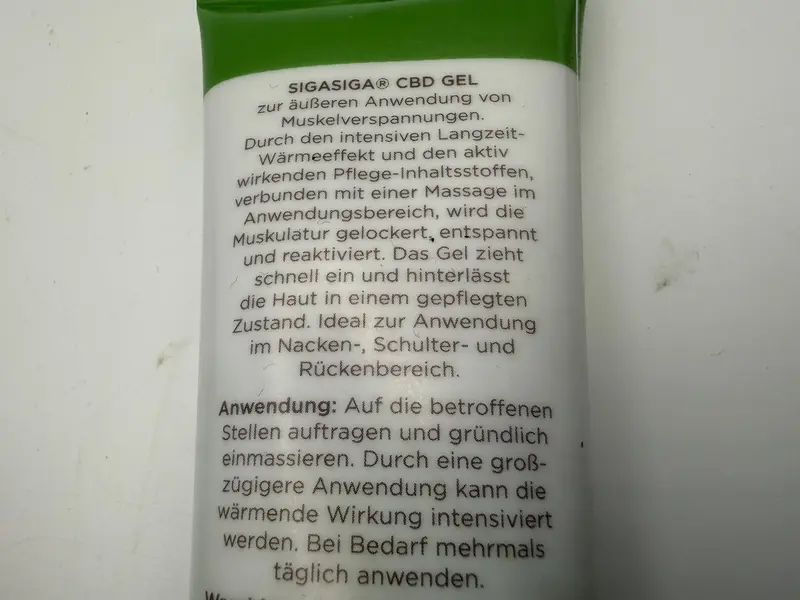 SIGASIGA® CBD GEL
zur äußeren Anwendung von
Muskelverspannungen.
Durch den intensiven Langzeit-
Wärmeeffekt und den aktiv
wirkenden Pflege-Inhaltsstoffen,
verbunden mit einer Massage im
Anwendungsbereich, wird die
Muskulatur gelockert, entspannt
und reaktiviert. Das Gel zieht
schnell ein und hinterlässt
die Haut in einem gepflegten
Zustand. Ideal zur Anwendung
im Nacken-, Schulter- und
Rückenbereich.
Anwendung: Auf die betroffenen
Stellen auftragen und gründlich
einmassieren. Durch eine groß-
zügigere Anwendung kann die
wärmende Wirkung intensiviert
werden. Bei Bedarf mehrmals
täglich anwenden.